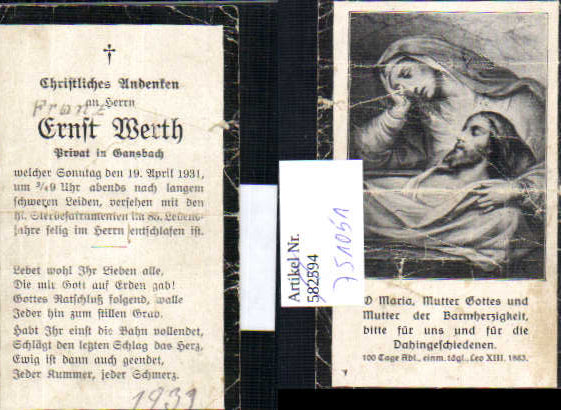 †
Christliches Andenken
an Herrn
Franz
Ernst Werth
Privat in Gansbach
welcher Sonntag den 19. April 1931,
um ¾9 Uhr abends nach langem
schweren Leiden, versehen mit den
hl. Sterbesakramenten im 85. Lebens-
jahre selig im Herrn entschlafen ist.
Lebet wohl Ihr Lieben alle,
Die mir Gott auf Erden gab!
Gottes Ratschluß folgend, walle
Jeder hin zum stillen Grab.
Habt Ihr einst die Bahn vollendet,
Schlägt den letzten Schlag das Herz,
Ewig ist dann auch geendet,
Jeder Kummer, jeder Schmerz.
1931
Artikel Nr.
582594
751051
O Maria, Mutter Gottes und
Mutter der Barmherzigkeit,
bitte für uns und für die
Dahingeschiedenen.
100 Tage Abl., einm. tägl., Leo XIII. 1883.